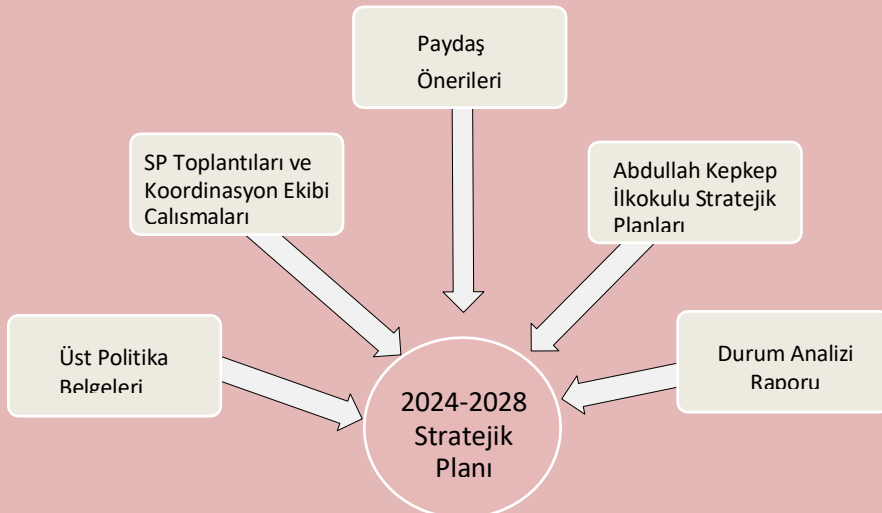 Paydaş
Önerileri
SP Toplantıları ve
Koordinasyon Ekibi
Çalışmaları
Abdullah Kepkep
İlkokulu Stratejik
Planları
Üst Politika
Belgeleri
Durum Analizi
Raporu
2024-2028
Stratejik
Planı